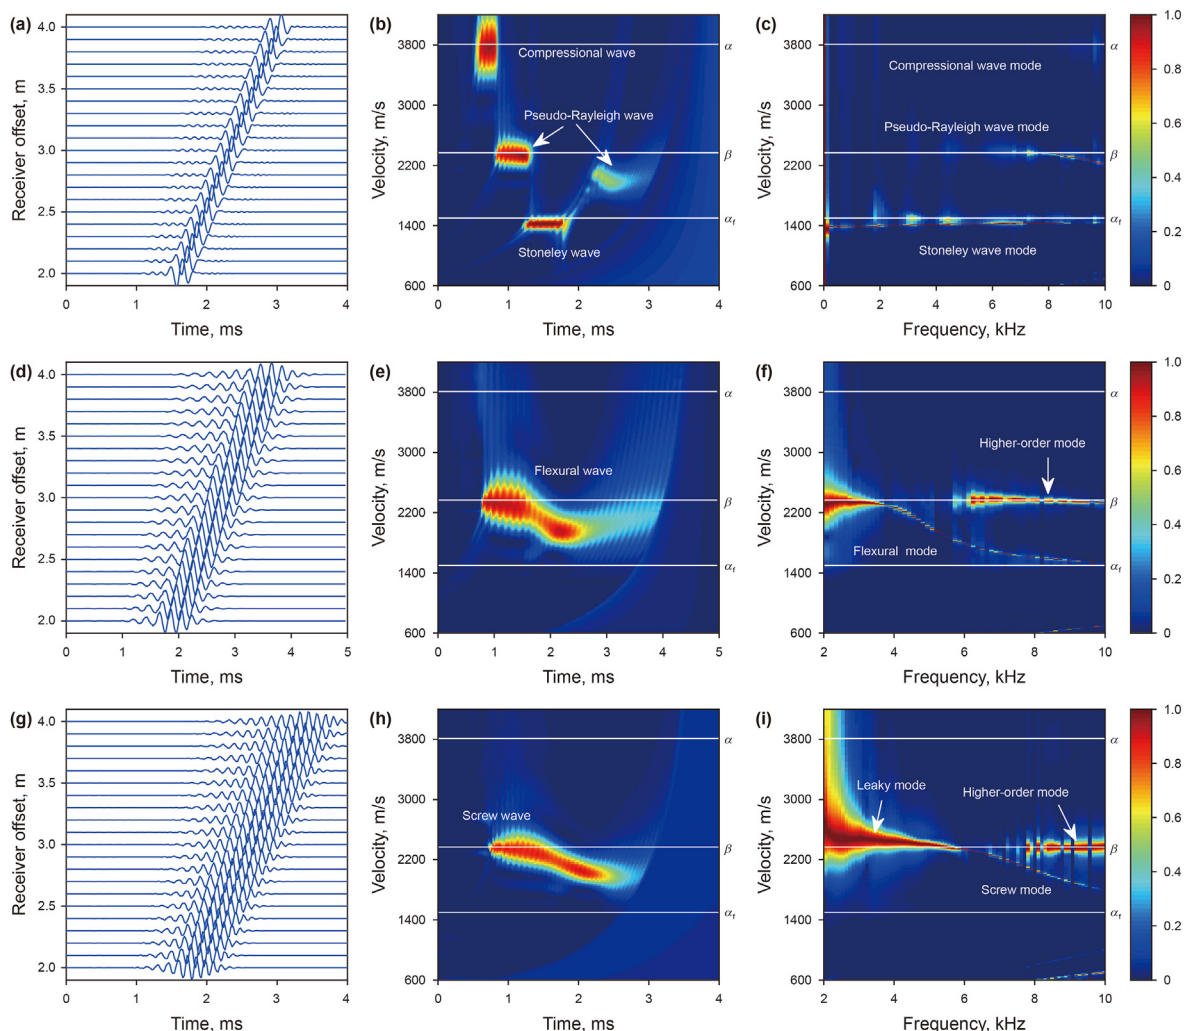 (a)
4.0
3.5
3.0
2.5
2.0
Receiver offset, m
0 1 2 3 4
Time, ms
(b)
3800
3000
2200
1400
600
Velocity, m/s
Compressional wave
Pseudo-Rayleigh wave
Stoneley wave
α
β
αf
0 1 2 3 4
Time, ms
(c)
3800
3000
2200
1400
600
Velocity, m/s
Compressional wave mode
Pseudo-Rayleigh wave mode
Stoneley wave mode
α
β
αf
0 2 4 6 8 10
Frequency, kHz
1.0
0.8
0.6
0.4
0.2
0
(d)
4.0
3.5
3.0
2.5
2.0
Receiver offset, m
0 1 2 3 4 5
Time, ms
(e)
3800
3000
2200
1400
600
Velocity, m/s
Flexural wave
α
β
αf
0 1 2 3 4 5
Time, ms
(f)
3800
3000
2200
1400
600
Velocity, m/s
Higher-order mode
Flexural mode
α
β
αf
2 4 6 8 10
Frequency, kHz
1.0
0.8
0.6
0.4
0.2
0
(g)
4.0
3.5
3.0
2.5
2.0
Receiver offset, m
0 1 2 3 4
Time, ms
(h)
3800
3000
2200
1400
600
Velocity, m/s
Screw wave
α
β
αf
0 1 2 3 4
Time, ms
(i)
3800
3000
2200
1400
600
Velocity, m/s
Leaky mode
Higher-order mode
Screw mode
α
β
αf
2 4 6 8 10
Frequency, kHz
1.0
0.8
0.6
0.4
0.2
0